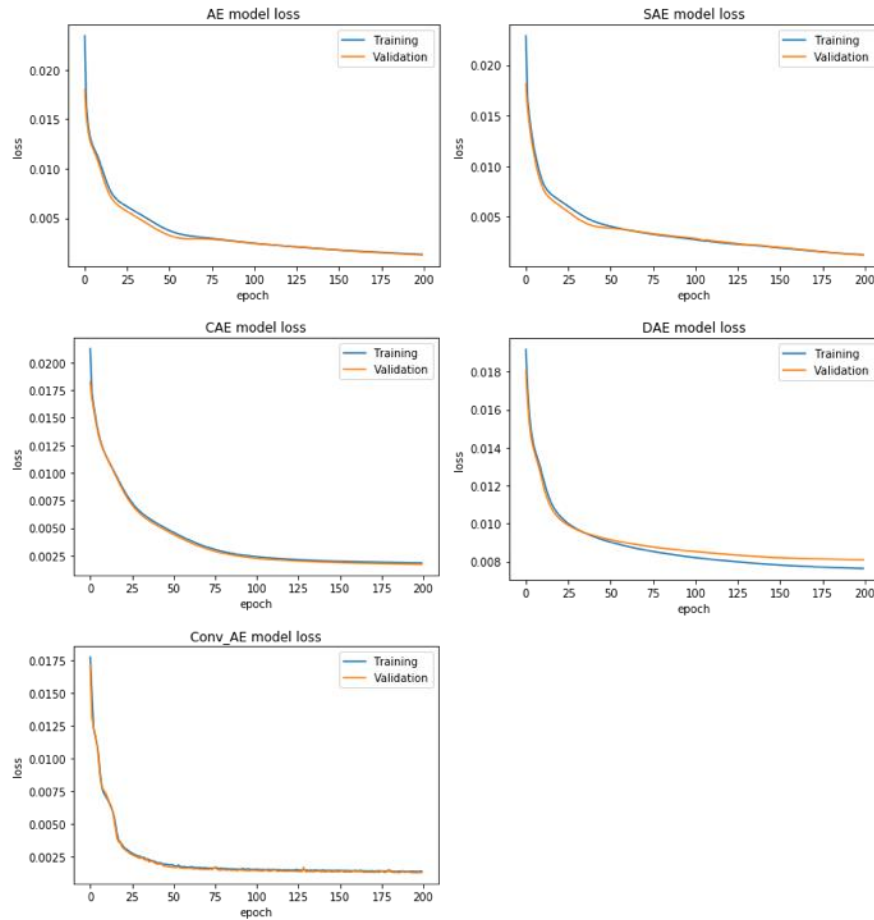 AE model loss
Training
Validation
0.020
0.015
0.010
0.005
loss
0 25 50 75 100 125 150 175 200
epoch
SAE model loss
Training
Validation
0.020
0.015
0.010
0.005
loss
0 25 50 75 100 125 150 175 200
epoch
CAE model loss
Training
Validation
0.0200
0.0175
0.0150
0.0125
0.0100
0.0075
0.0050
0.0025
loss
0 25 50 75 100 125 150 175 200
epoch
DAE model loss
Training
Validation
0.018
0.016
0.014
0.012
0.010
0.008
loss
0 25 50 75 100 125 150 175 200
epoch
Conv_AE model loss
Training
Validation
0.0175
0.0150
0.0125
0.0100
0.0075
0.0050
0.0025
loss
0 25 50 75 100 125 150 175 200
epoch